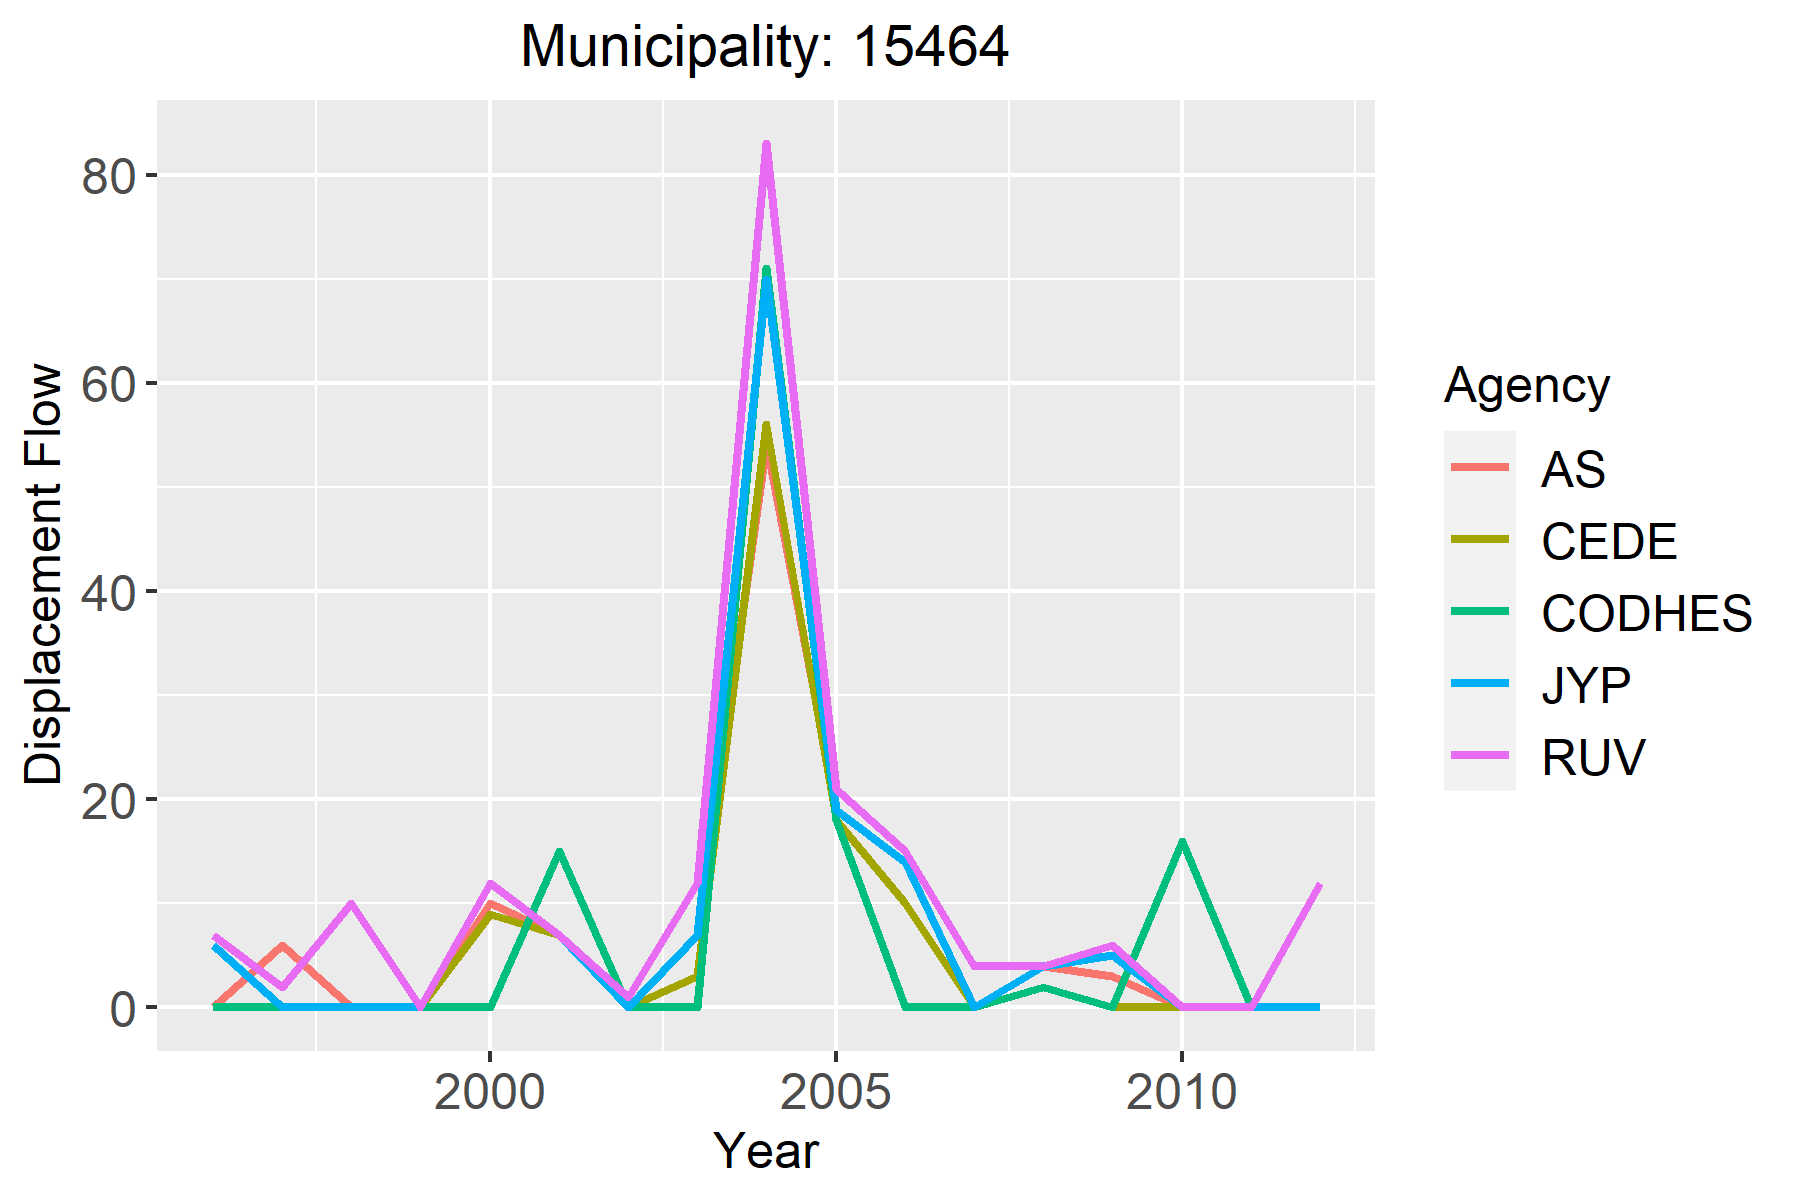 Municipality: 15464
Displacement Flow
80
60
40
20
0
2000 2005 2010
Year
Agency
AS
CEDE
CODHES
JYP
RUV